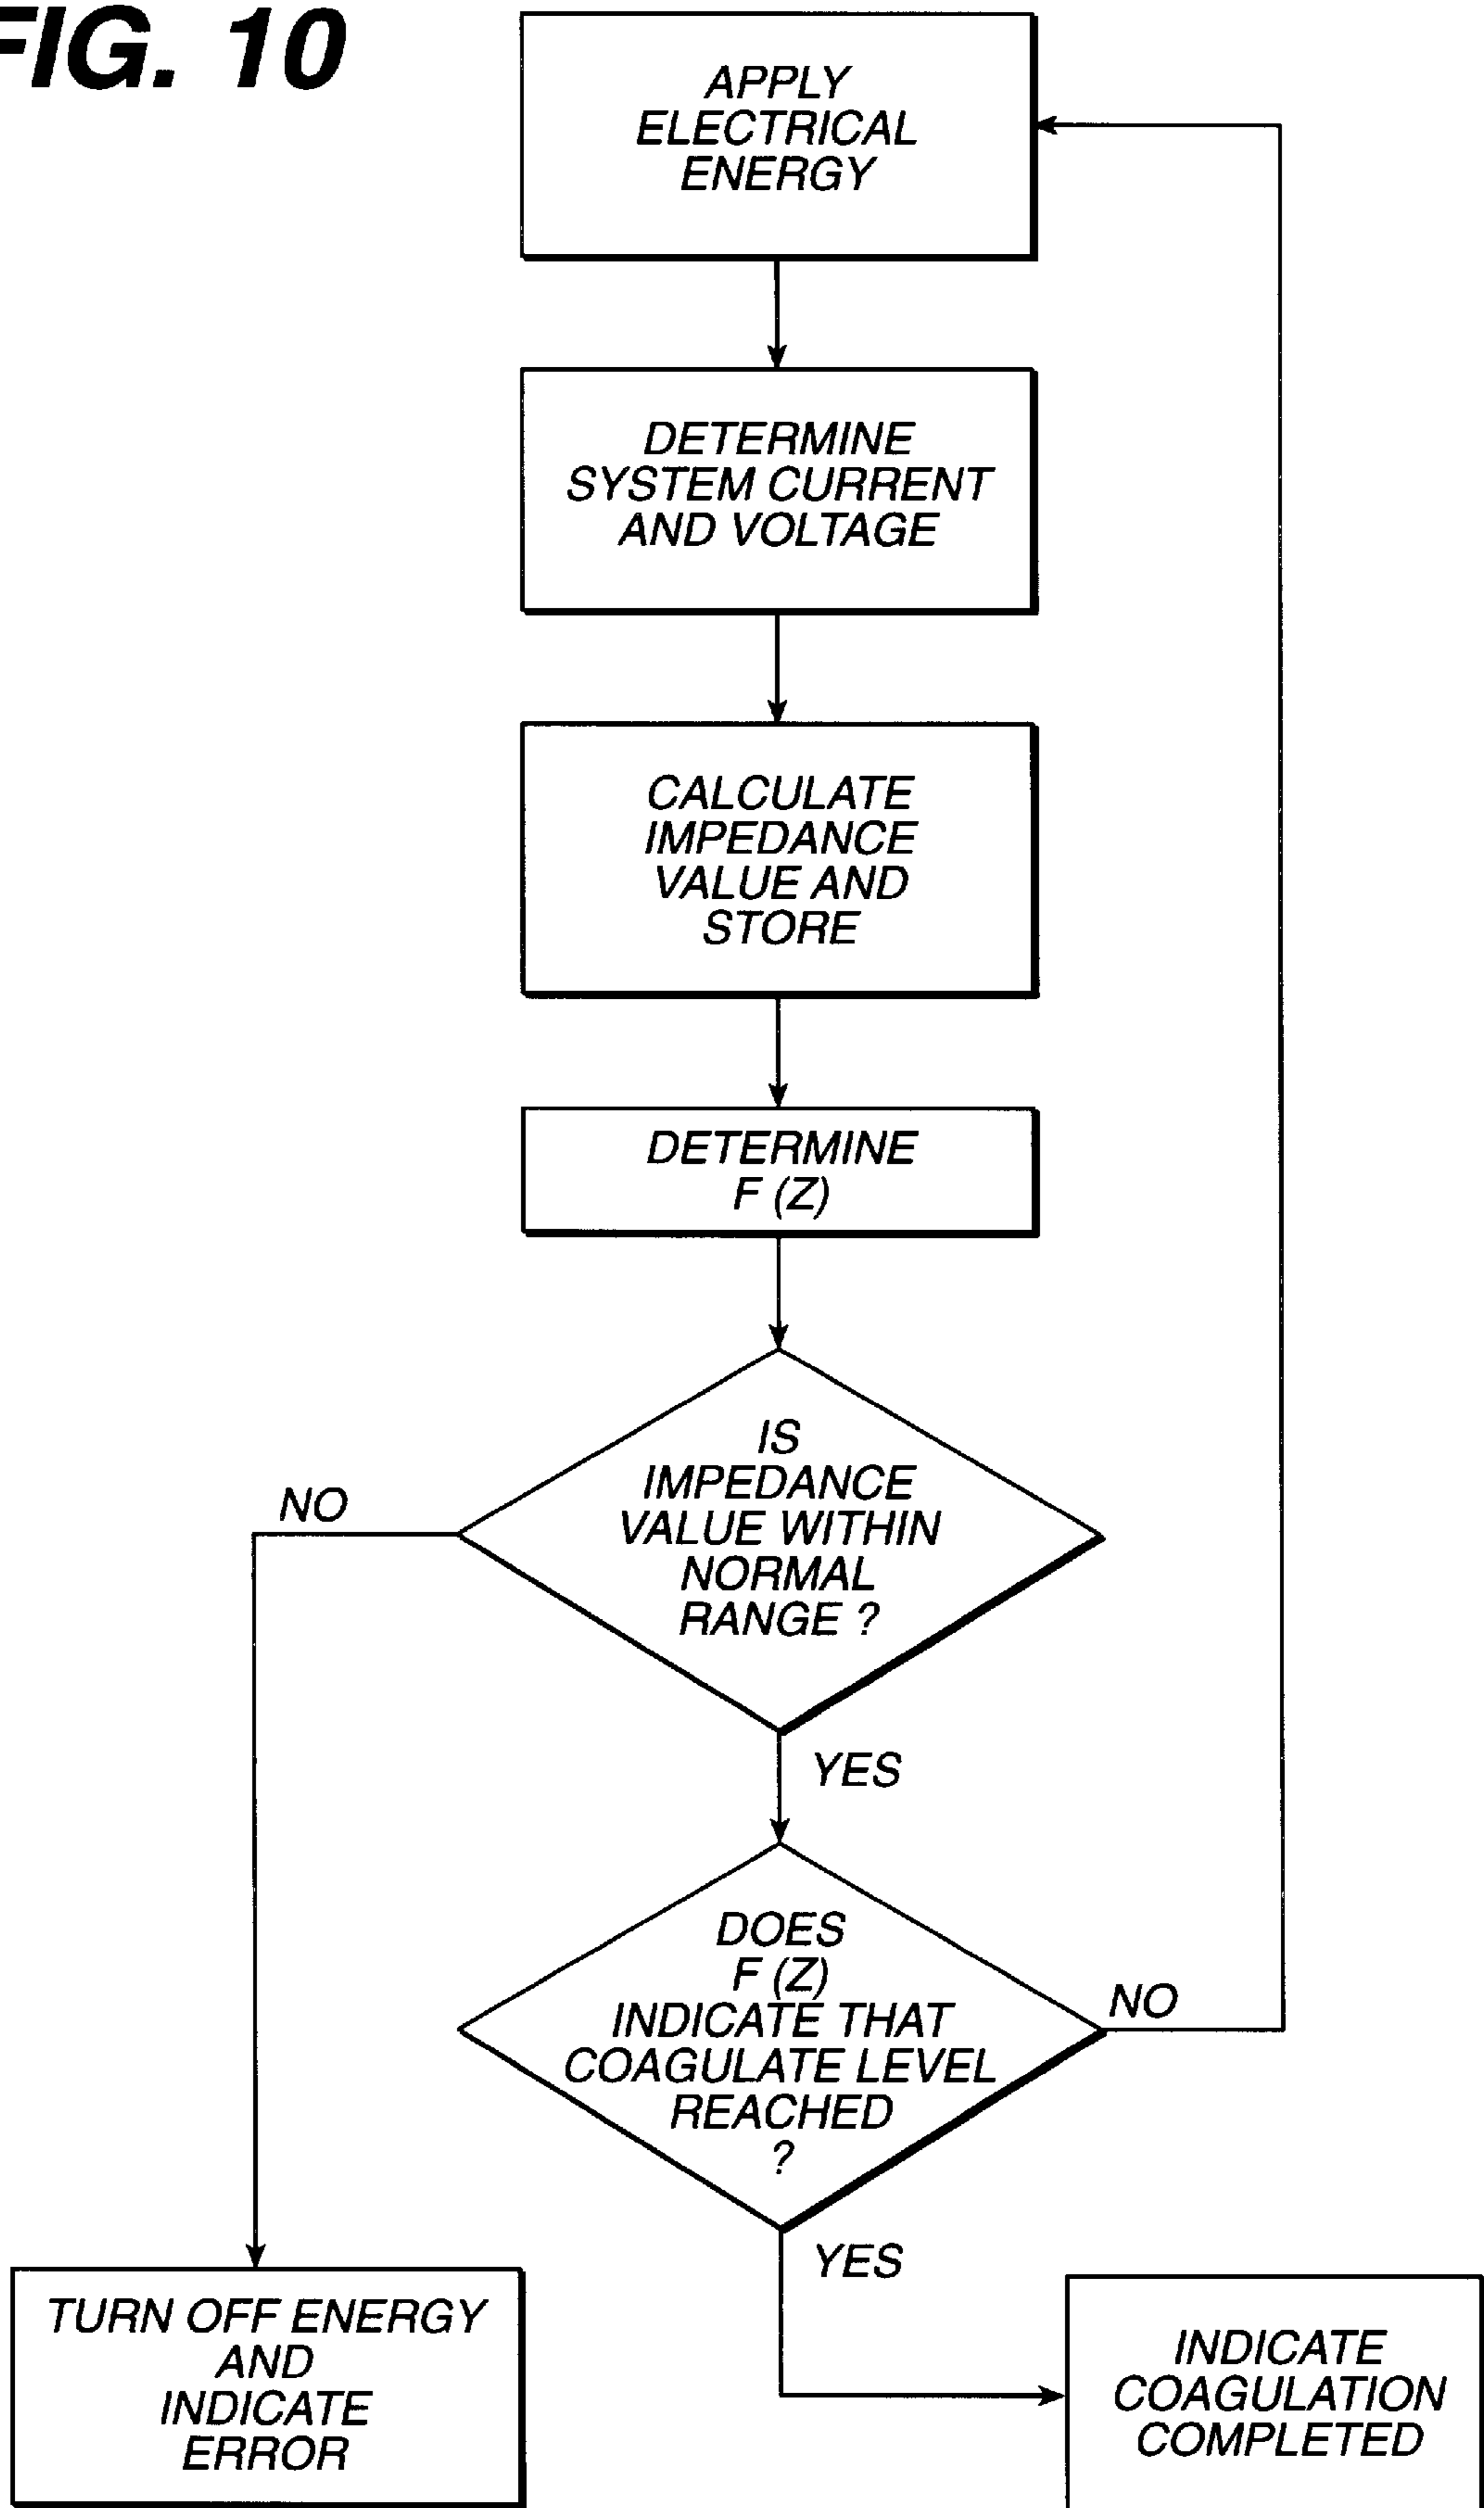 FIG. 10
APPLY
ELECTRICAL
ENERGY
DETERMINE
SYSTEM CURRENT
AND VOLTAGE
CALCULATE
IMPEDANCE
VALUE AND
STORE
DETERMINE
F (Z)
IS
IMPEDANCE
VALUE WITHIN
NORMAL
RANGE ?
NO
YES
DOES
F (Z)
INDICATE THAT
COAGULATE LEVEL
REACHED
?
NO
YES
TURN OFF ENERGY
AND
INDICATE
ERROR
INDICATE
COAGULATION
COMPLETED